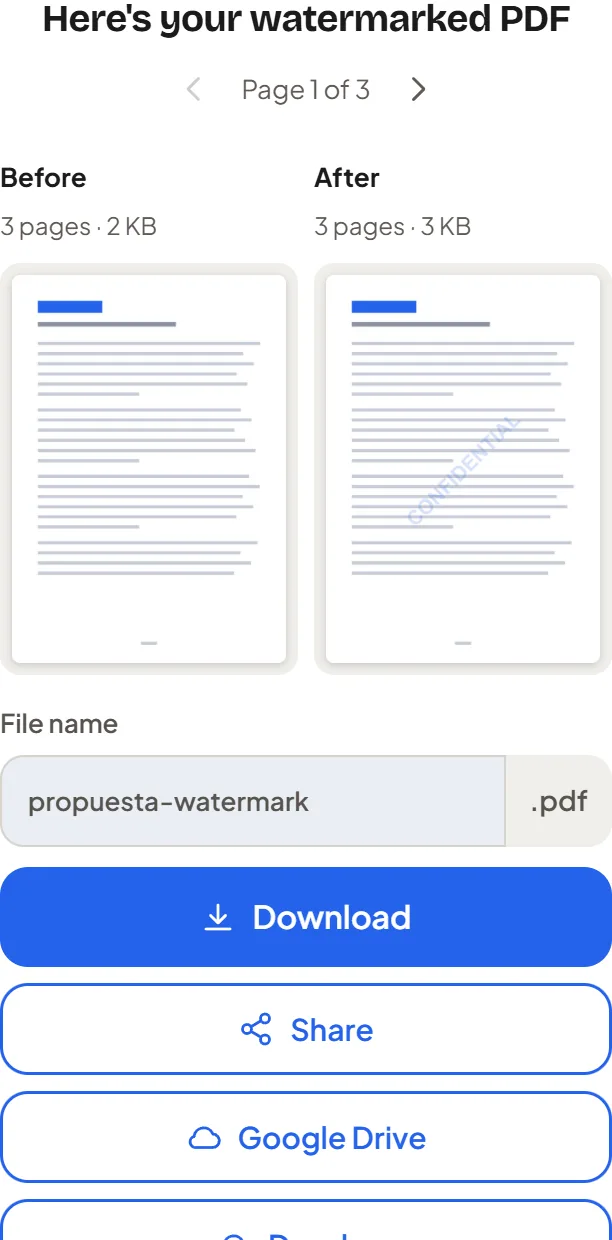 Here's your watermarked PDF
Page 1 of 3
Before
3 pages · 2 KB
After
3 pages · 3 KB
CONFIDENTIAL
File name
propuesta-watermark
.pdf
Download
Share
Google Drive